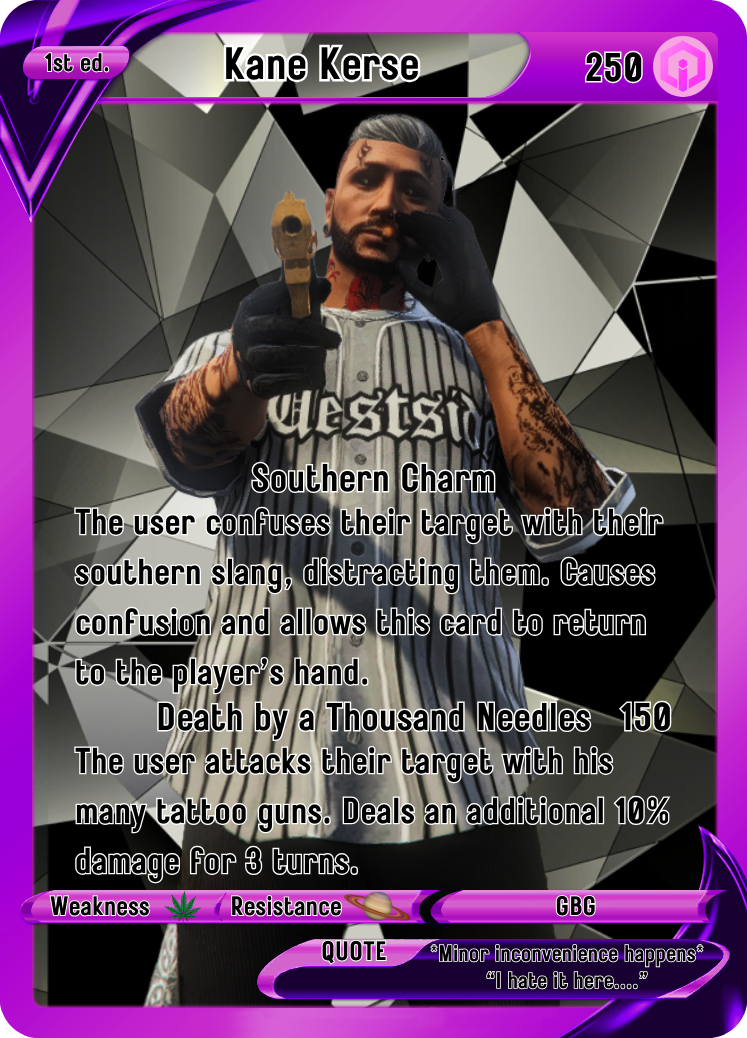 1st ed.
Kane Kerse
250
Westside
Southern Charm
The user confuses their target with their
southern slang, distracting them. Causes
confusion and allows this card to return
to the player's hand.
Death by a Thousand Needles 150
The user attacks their target with his
many tattoo guns. Deals an additional 10%
damage for 3 turns.
Weakness
Resistance
GBG
QUOTE
*Minor inconvenience happens*
"I hate it here...."